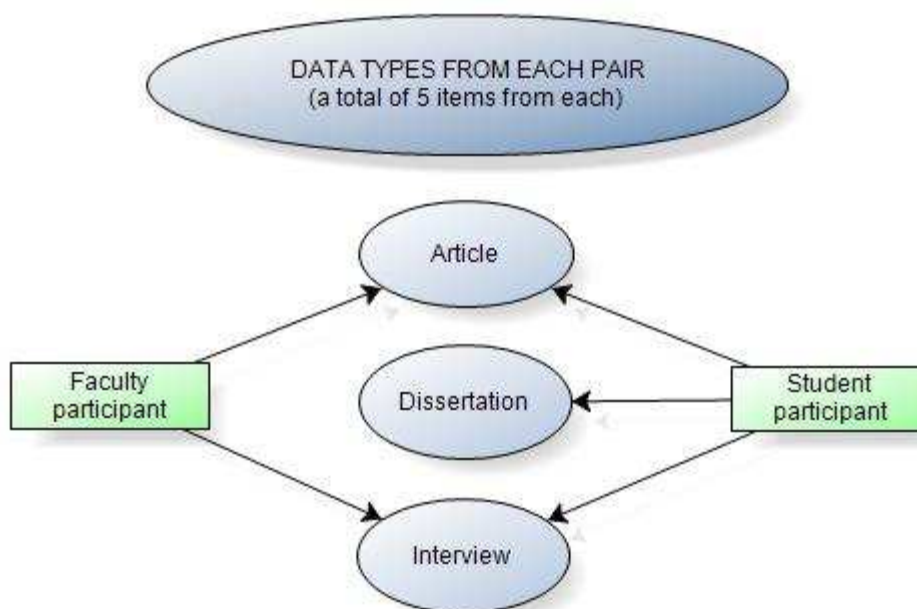 DATA TYPES FROM EACH PAIR
(a total of 5 items from each)
Article
Faculty
participant
Dissertation
Student
participant
Interview